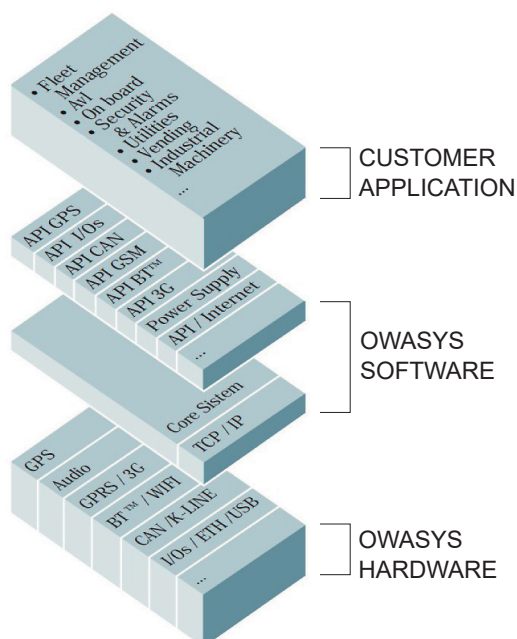 • Fleet
Management
• Avl
• On board
• Security
& Alarms
• Utilities
• Vending
• Industrial
Machinery
...
CUSTOMER
APPLICATION
API GPS
API I/Os
API CAN
API GSM
API BT™
API 3G
Power Supply
API / Internet
...
OWASYS
SOFTWARE
Core Sistem
TCP / IP
GPS
Audio
GPRS / 3G
BT™ / WIFI
CAN /K-LINE
I/Os / ETH /USB
...
OWASYS
HARDWARE